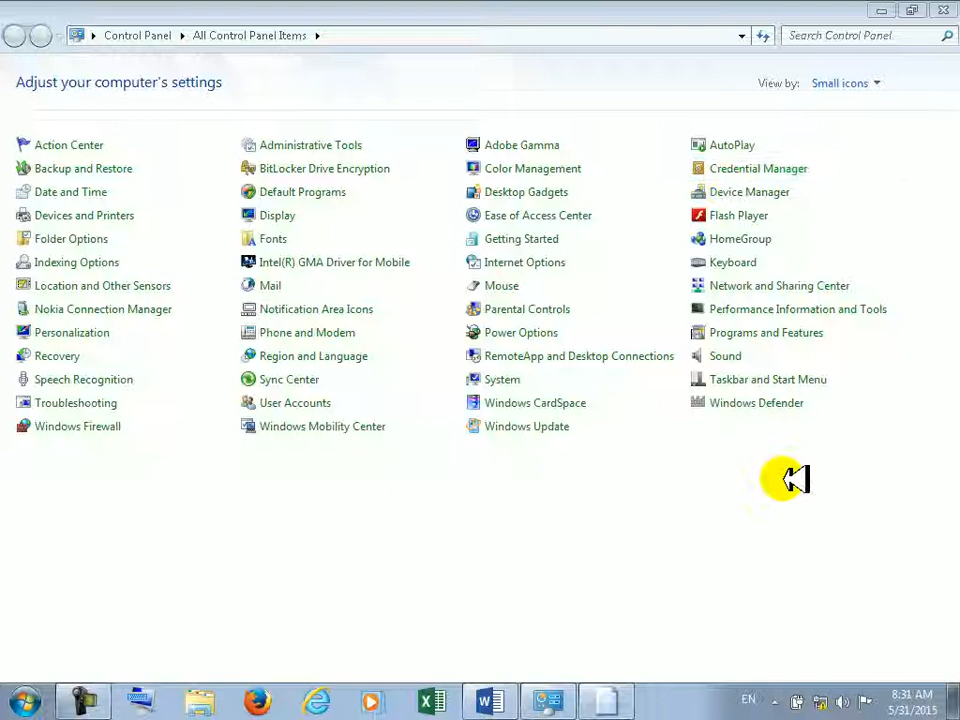 Control Panel
All Control Panel Items
Search Control Panel
Adjust your computer's settings
View by:
Small icons
Action Center
Administrative Tools
Adobe Gamma
AutoPlay
Backup and Restore
BitLocker Drive Encryption
Color Management
Credential Manager
Date and Time
Default Programs
Desktop Gadgets
Device Manager
Devices and Printers
Display
Ease of Access Center
Flash Player
Folder Options
Fonts
Getting Started
HomeGroup
Indexing Options
Intel(R) GMA Driver for Mobile
Internet Options
Keyboard
Location and Other Sensors
Mail
Mouse
Network and Sharing Center
Nokia Connection Manager
Notification Area Icons
Parental Controls
Performance Information and Tools
Personalization
Phone and Modem
Power Options
Programs and Features
Recovery
Region and Language
RemoteApp and Desktop Connections
Sound
Speech Recognition
Sync Center
System
Taskbar and Start Menu
Troubleshooting
User Accounts
Windows CardSpace
Windows Defender
Windows Firewall
Windows Mobility Center
Windows Update
EN
8:31 AM
5/31/2015